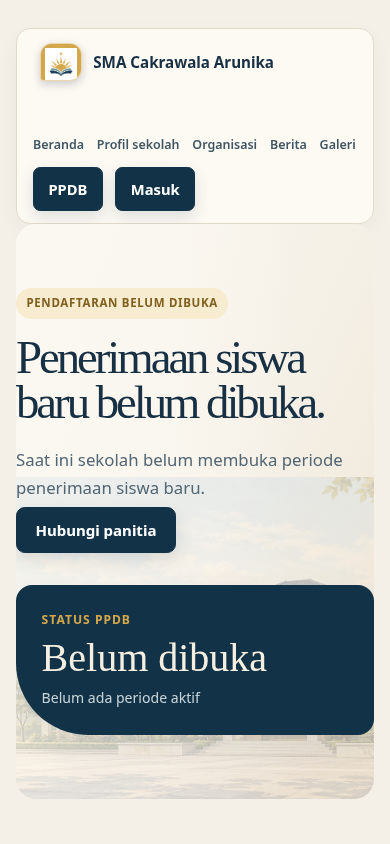 SMA Cakrawala Arunika
Beranda Profil sekolah Organisasi Berita Galeri
PPDB Masuk
PENDAFTARAN BELUM DIBUKA
Penerimaan siswa
baru belum dibuka.
Saat ini sekolah belum membuka periode
penerimaan siswa baru.
Hubungi panitia
STATUS PPDB
Belum dibuka
Belum ada periode aktif